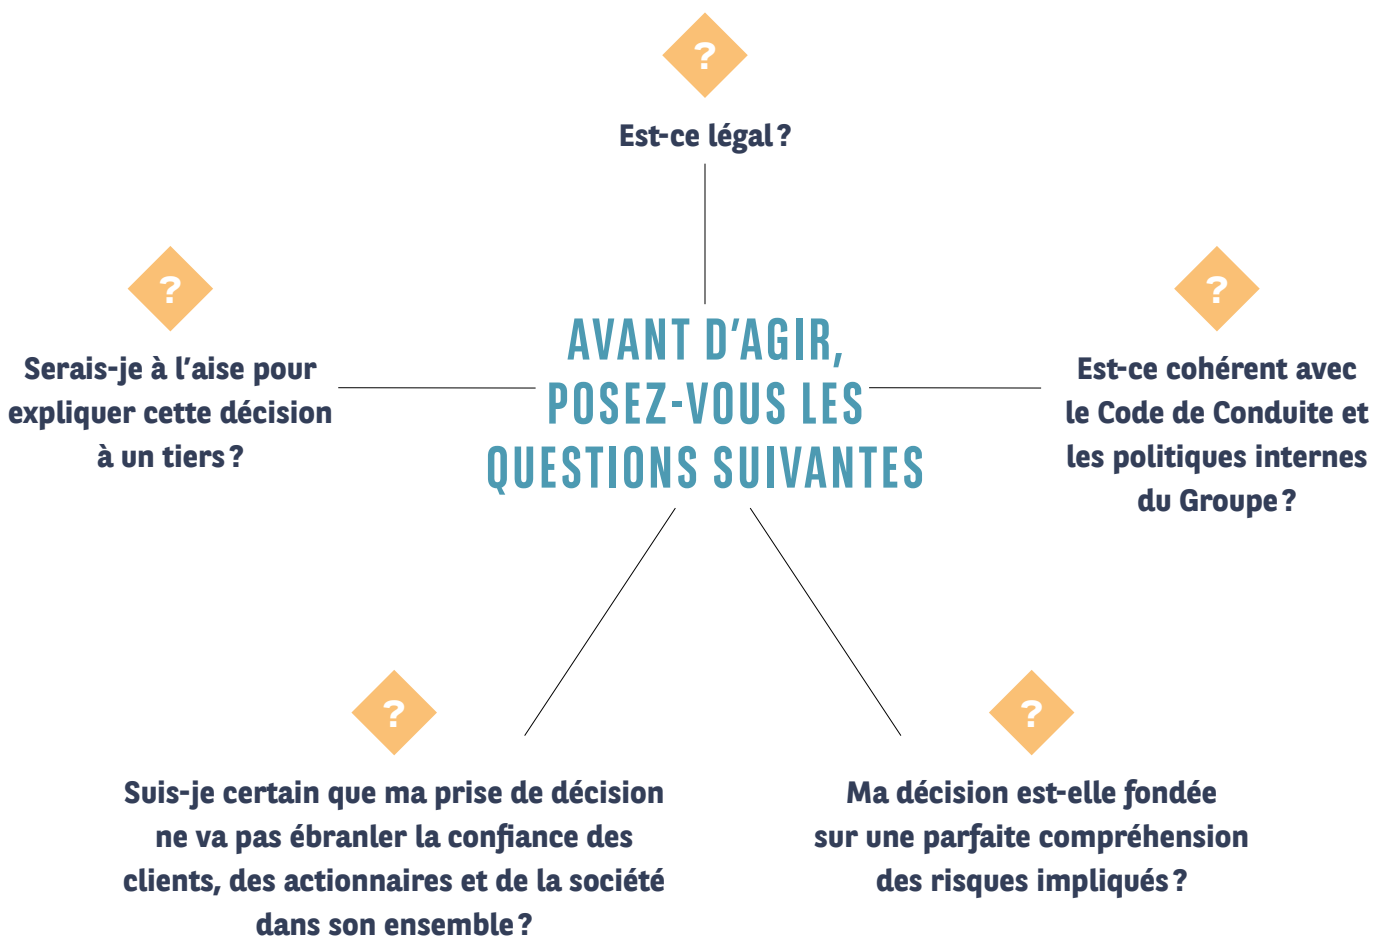 ?
Est-ce légal ?
?
Serais-je à l’aise pour
expliquer cette décision
à un tiers ?
AVANT D’AGIR,
POSEZ-VOUS LES
QUESTIONS SUIVANTES
?
Est-ce cohérent avec
le Code de Conduite et
les politiques internes
du Groupe ?
?
Suis-je certain que ma prise de décision
ne va pas ébranler la confiance des
clients, des actionnaires et de la société
dans son ensemble ?
?
Ma décision est-elle fondée
sur une parfaite compréhension
des risques impliqués ?